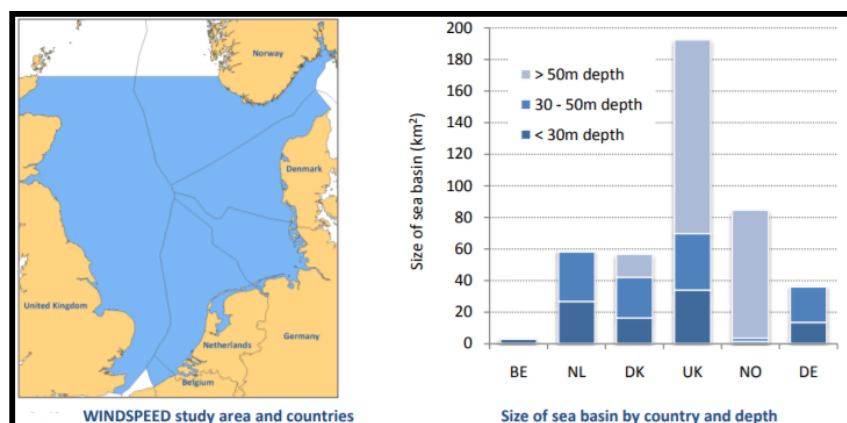 Norway
Denmark
United Kingdom
Netherlands
Germany
Belgium
WINDSPEED study area and countries
200
180
160
140
120
100
80
60
40
20
0
Size of sea basin (km²)
> 50m depth
30 - 50m depth
< 30m depth
BE NL DK UK NO DE
Size of sea basin by country and depth